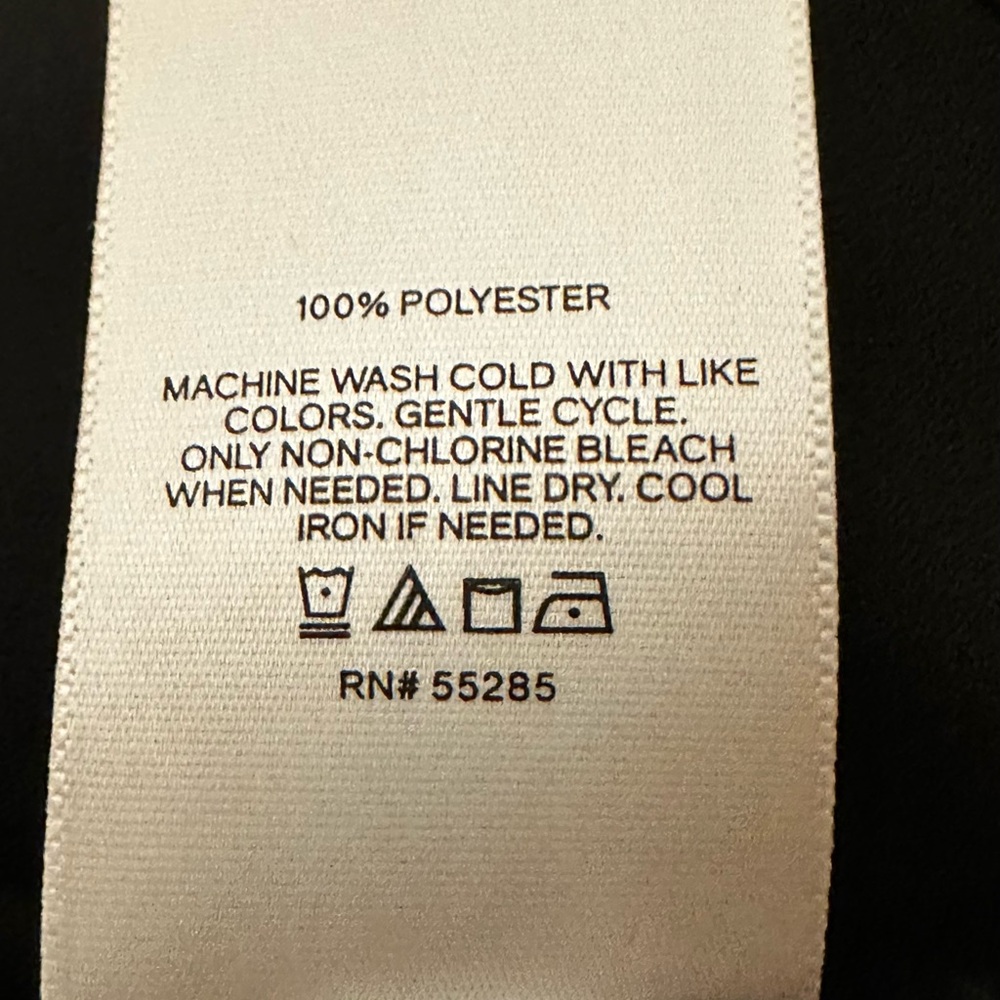 100% POLYESTER
MACHINE WASH COLD WITH LIKE
COLORS. GENTLE CYCLE.
ONLY NON-CHLORINE BLEACH
WHEN NEEDED. LINE DRY. COOL
IRON IF NEEDED.
RN# 55285